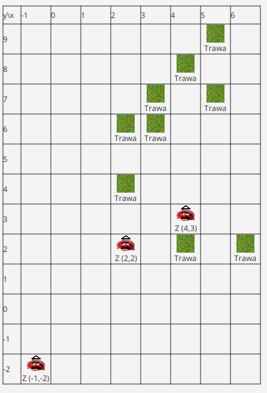 y\x -1 0 1 2 3 4 5 6
9
Trawa
8
Trawa
7
Trawa Trawa
6
Trawa Trawa
5
4
Trawa
3
Z (4,3)
2
Z (2,2) Trawa Trawa
1
0
-1
-2
Z (-1,-2)